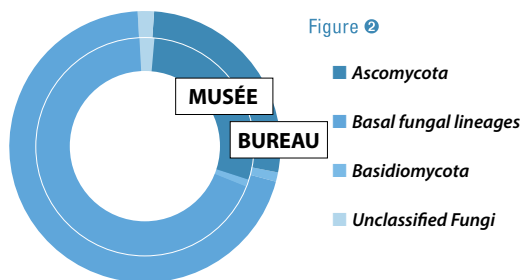 Figure ❷
MUSÉE
BUREAU
Ascomycota
Basal fungal lineages
Basidiomycota
Unclassified Fungi